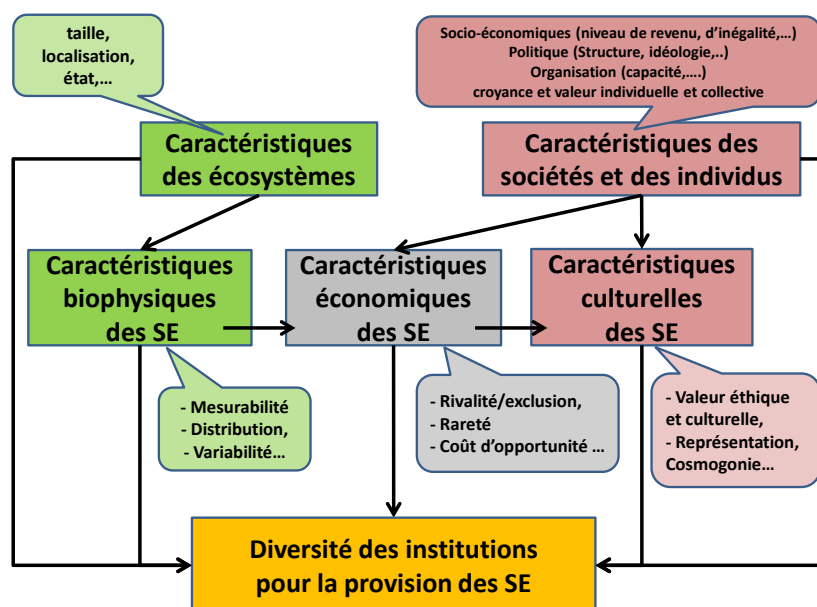 taille,
localisation,
état,…
Socio-économiques (niveau de revenu, d’inégalité,…)
Politique (Structure, idéologie,..)
Organisation (capacité,….)
croyance et valeur individuelle et collective
Caractéristiques
des écosystèmes
Caractéristiques des
sociétés et des individus
Caractéristiques
biophysiques
des SE
Caractéristiques
économiques
des SE
Caractéristiques
culturelles
des SE
- Mesurabilité
- Distribution,
- Variabilité…
- Rivalité/exclusion,
- Rareté
- Coût d’opportunité …
- Valeur éthique
et culturelle,
- Représentation,
Cosmogonie…
Diversité des institutions
pour la provision des SE